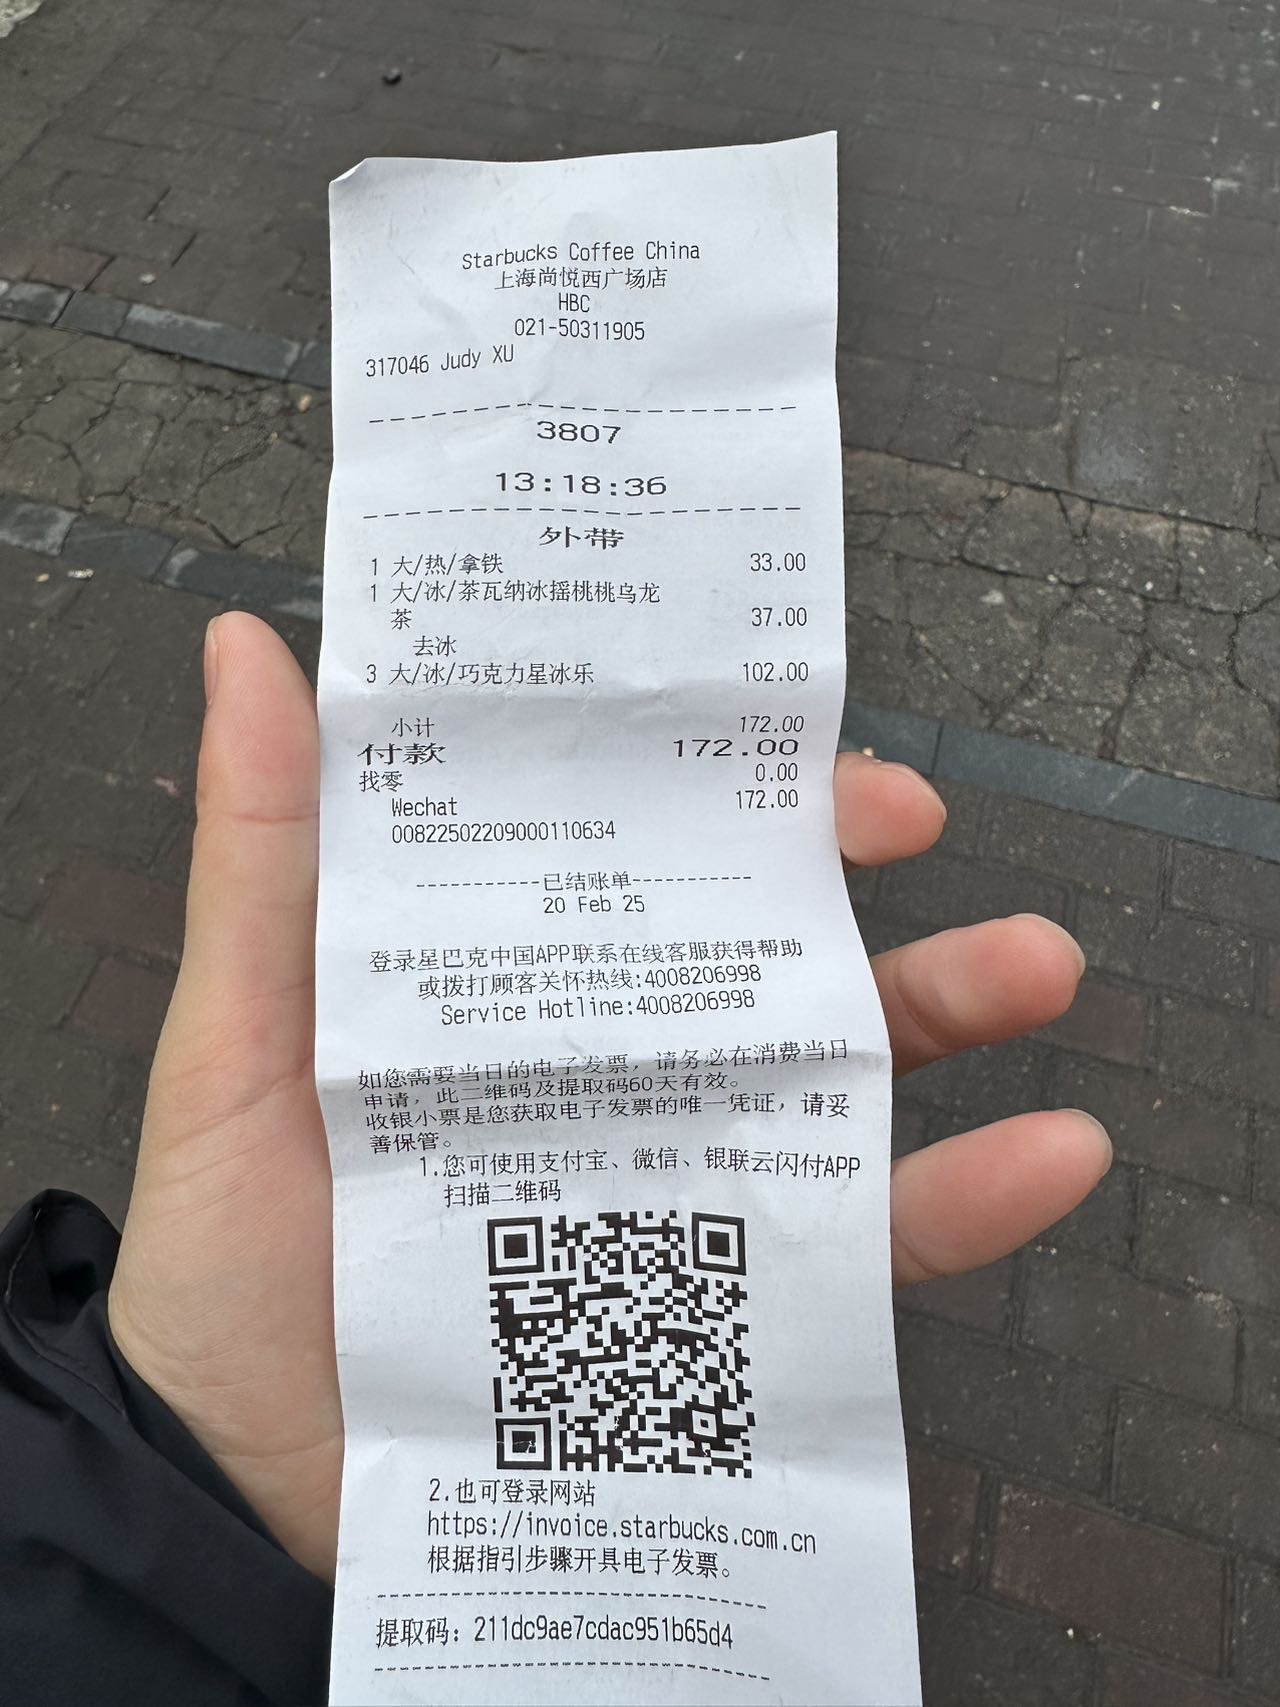 Starbucks Coffee China
上海尚悦西广场店
HBC
021-50311905
317046 Judy XU
3807
13:18:36
外带
1 大/热/拿铁 33.00
1 大/冰/茶瓦纳冰摇桃桃乌龙
茶 37.00
去冰
3 大/冰/巧克力星冰乐 102.00
小计 172.00
付款 172.00
找零 0.00
Wechat 172.00
00822502209000110634
-----------已结账单-----------
20 Feb 25
登录星巴克中国APP联系在线客服获得帮助
或拨打顾客关怀热线:4008206998
Service Hotline:4008206998
如您需要当日的电子发票，请务必在消费当日
申请，此二维码及提取码60天有效。
收银小票是您获取电子发票的唯一凭证，请妥
善保管。
1.您可使用支付宝、微信、银联云闪付APP
扫描二维码
2.也可登录网站
https://invoice.starbucks.com.cn
根据指引步骤开具电子发票。
提取码：211dc9ae7cdac951b65d4